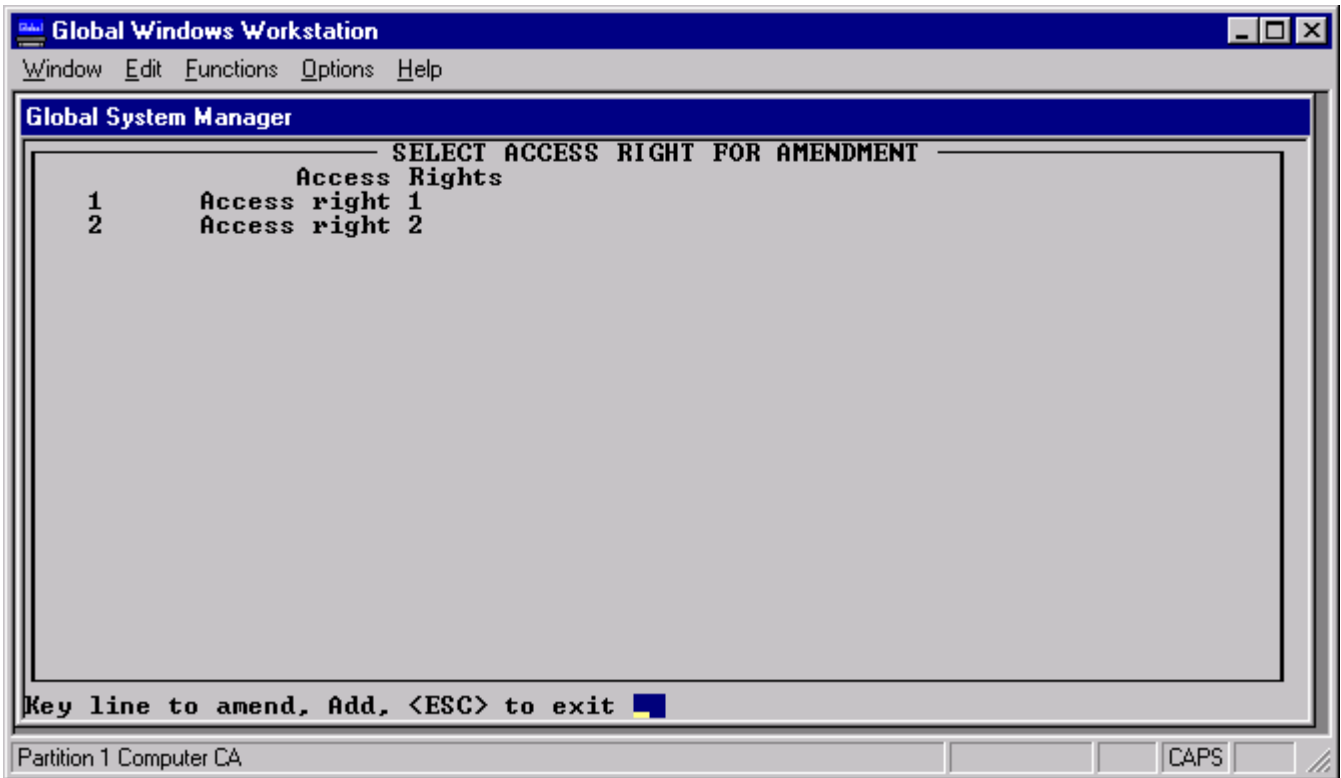 Global Windows Workstation
Window Edit Functions Options Help
Global System Manager
SELECT ACCESS RIGHT FOR AMENDMENT
Access Rights
1 Access right 1
2 Access right 2
Key line to amend, Add, <ESC> to exit
Partition 1 Computer CA CAPS